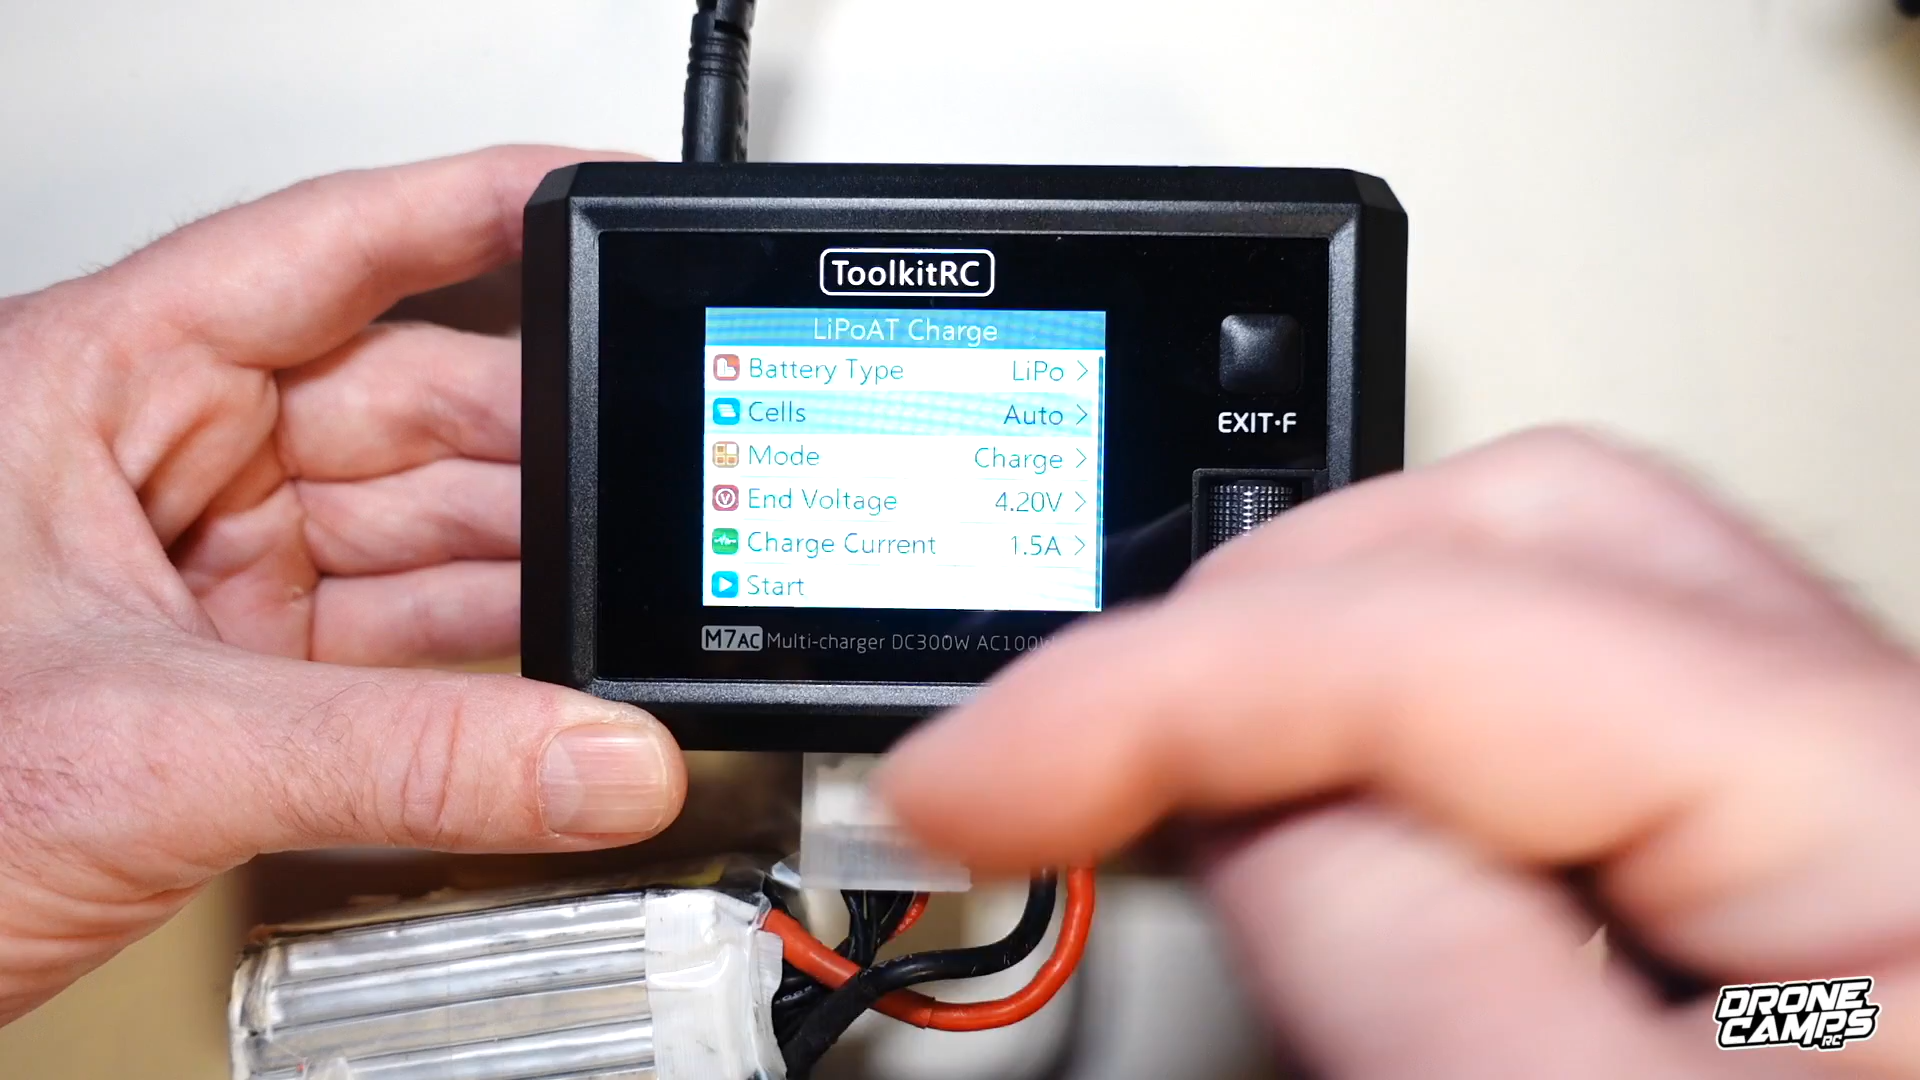 ToolkitRC
LiPoAT Charge
Battery Type LiPo >
Cells Auto >
Mode Charge >
End Voltage 4.20V >
Charge Current 1.5A >
Start
EXIT·F
M7AC Multi-charger DC300W AC100W
DRONE
CAMPS
RC